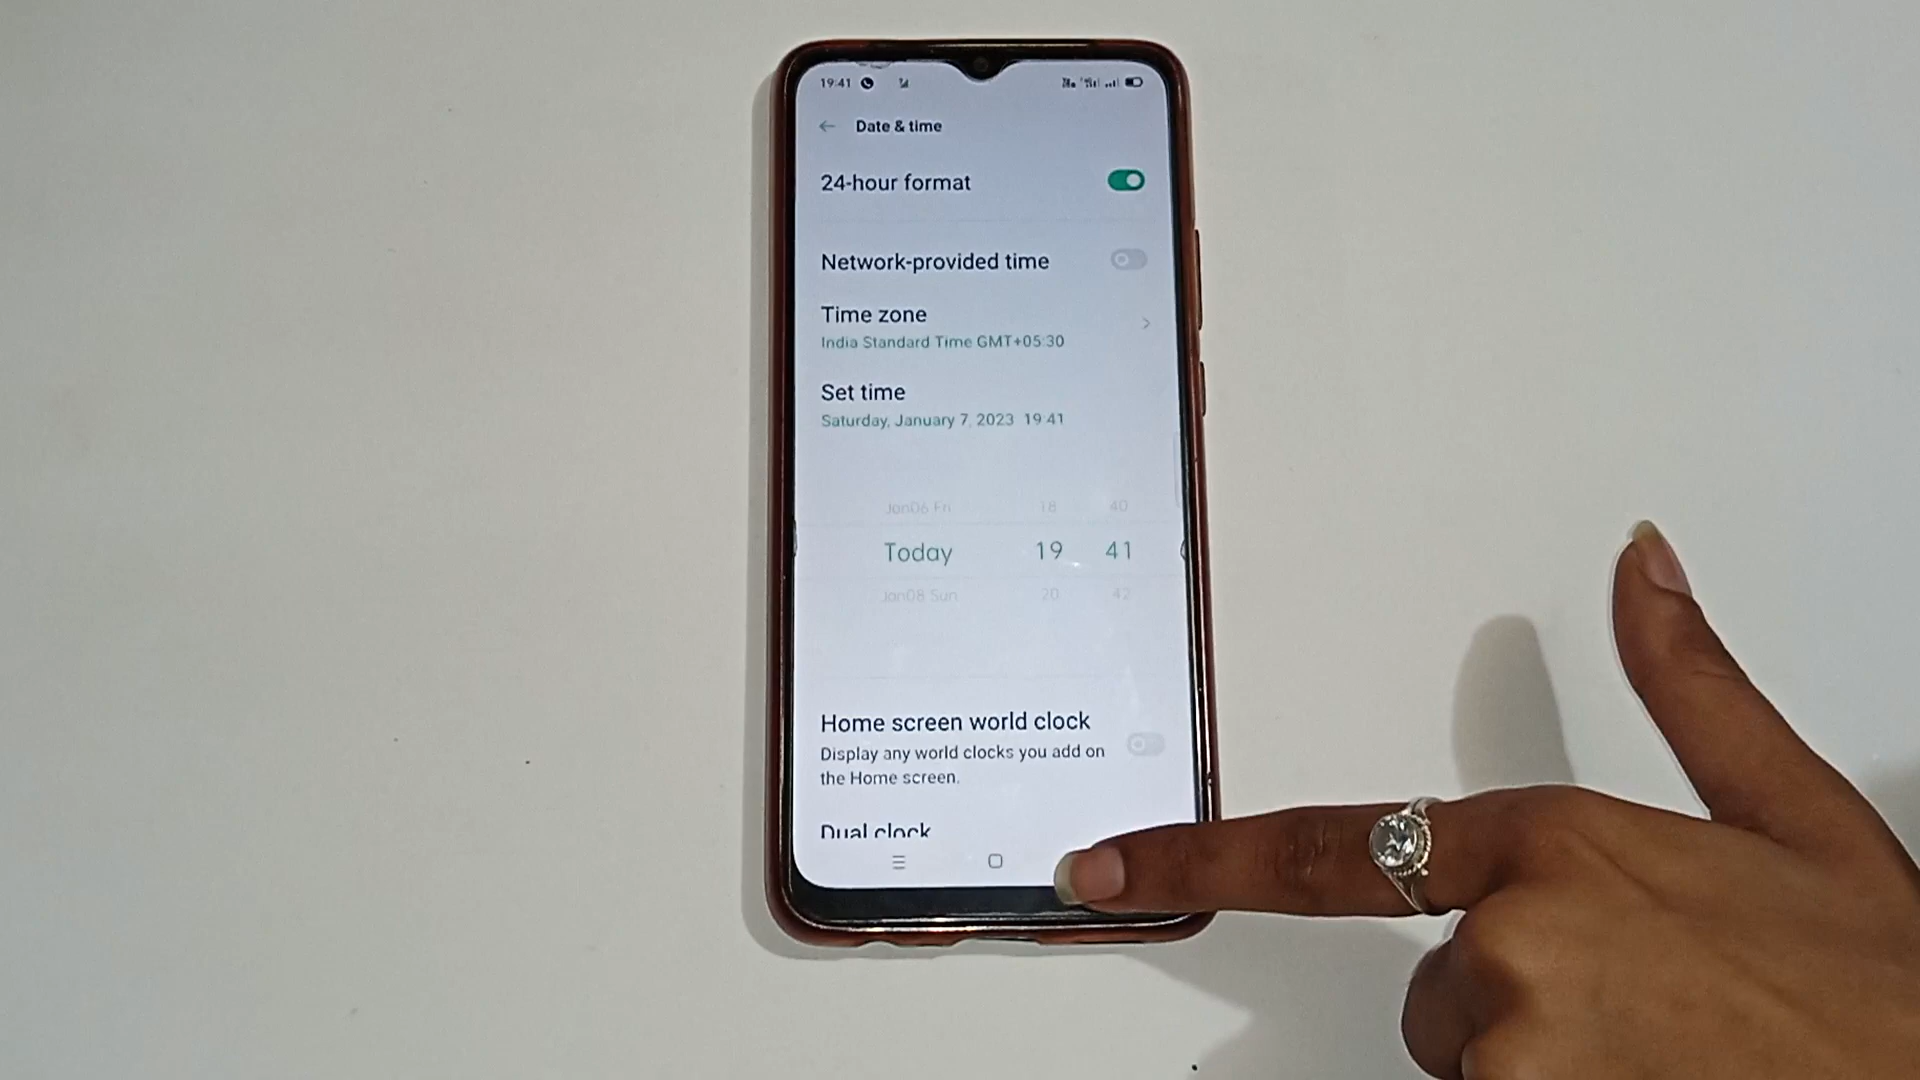 19:41
Date & time
24-hour format
Network-provided time
Time zone
India Standard Time GMT+05:30
Set time
Saturday, January 7, 2023 19:41
Jan06 Fri 18 40
Today 19 41
Jan08 Sun 20 42
Home screen world clock
Display any world clocks you add on
the Home screen.
Dual clock